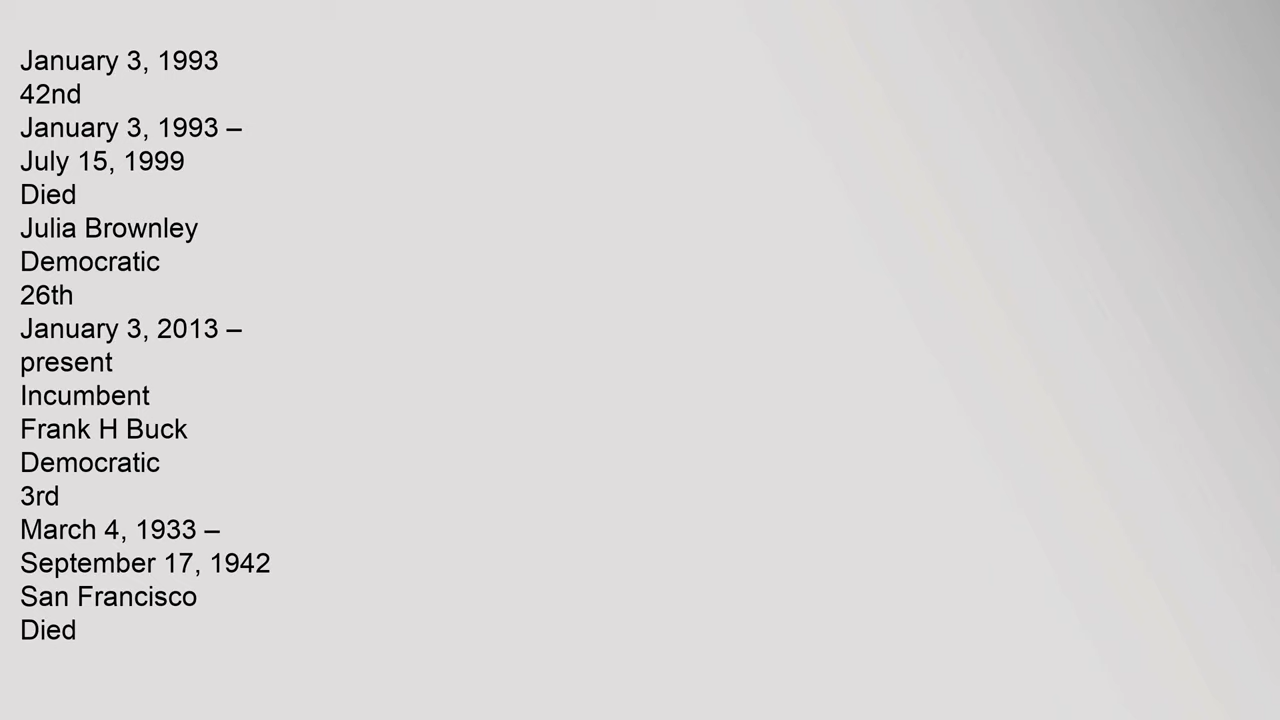 January 3, 1993
42nd
January 3, 1993 –
July 15, 1999
Died
Julia Brownley
Democratic
26th
January 3, 2013 –
present
Incumbent
Frank H Buck
Democratic
3rd
March 4, 1933 –
September 17, 1942
San Francisco
Died